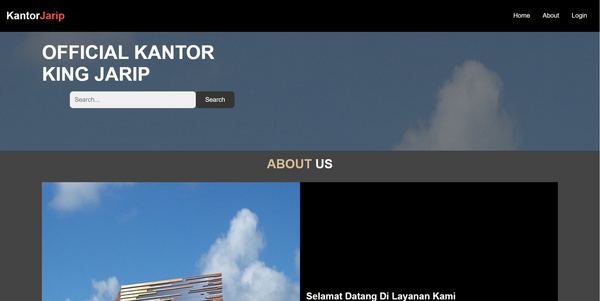 KantorJarip
Home About Login
OFFICIAL KANTOR
KING JARIP
Search...
Search
ABOUT US
Selamat Datang Di Layanan Kami